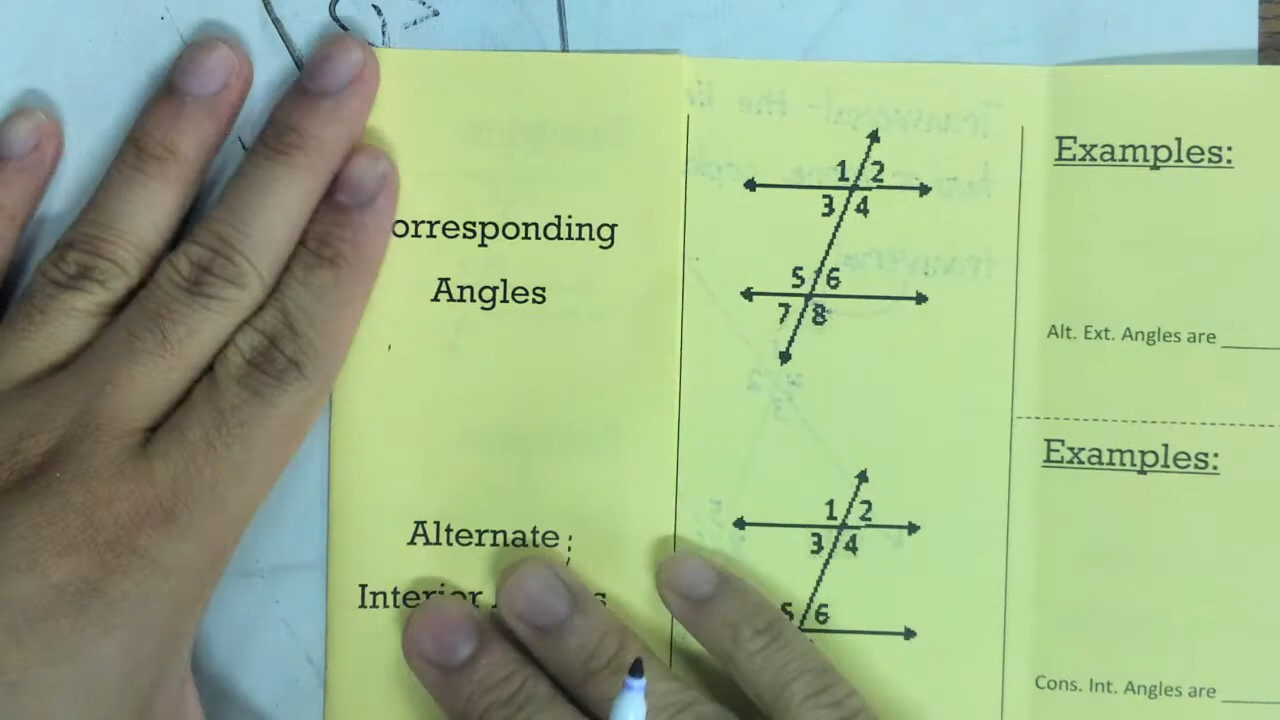 orresponding
Angles
1 2
3 4
5 6
7 8
Examples:
Alt. Ext. Angles are
Alternate
1 2
3 4
5 6
Examples:
Cons. Int. Angles are